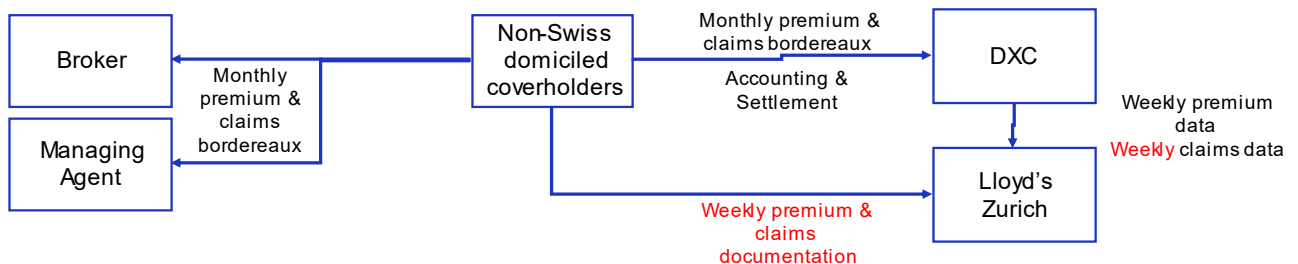 Broker
Managing
Agent
Monthly
premium &
claims
bordereaux
Non-Swiss
domiciled
coverholders
Monthly premium &
claims bordereaux
Accounting &
Settlement
DXC
Weekly premium
data
Weekly claims data
Lloyd's
Zurich
Weekly premium &
claims
documentation